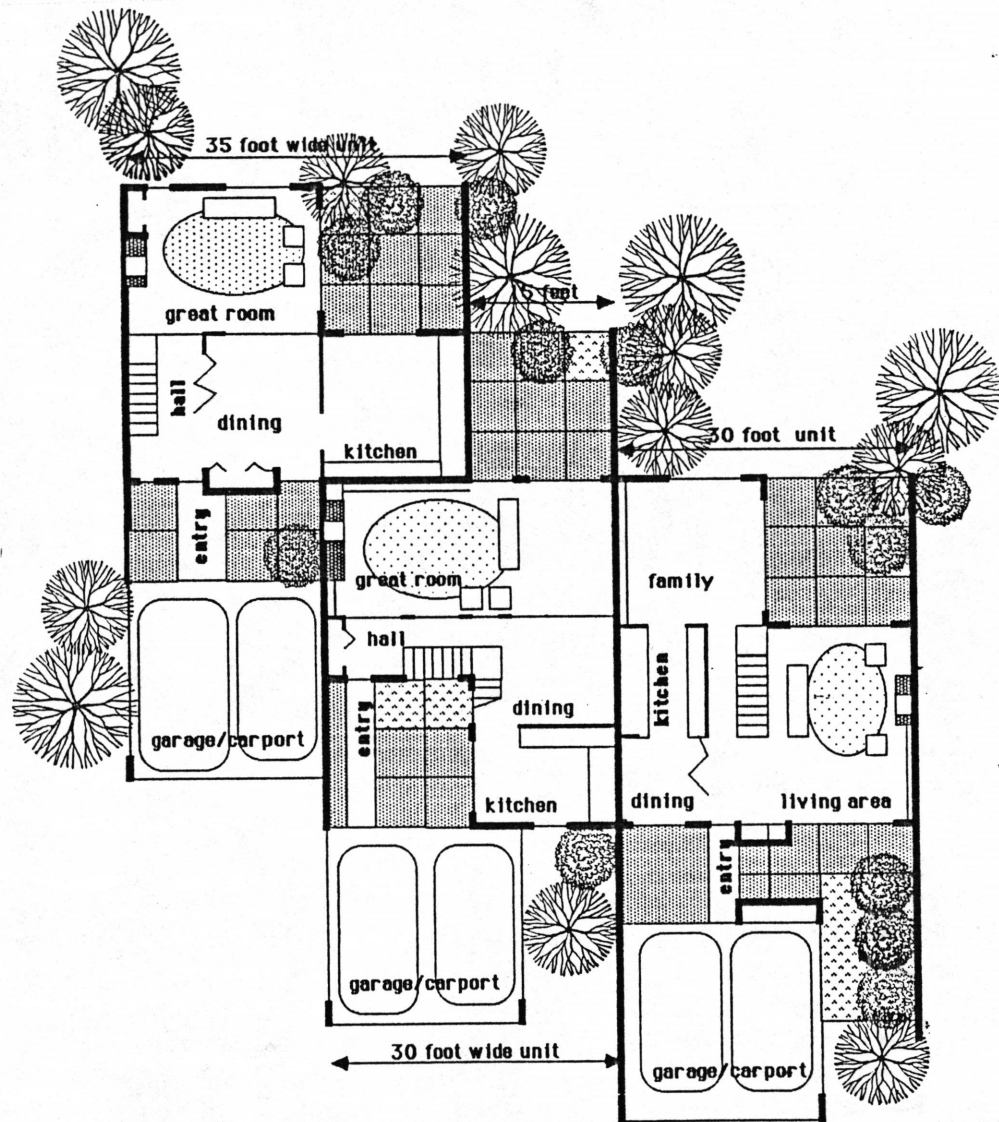 35 foot wide unit
great room
5 feet
hall
dining
kitchen
30 foot unit
entry
great room
family
hall
kitchen
garage/carport
entry
dining
kitchen
dining
living area
entry
garage/carport
30 foot wide unit
garage/carport